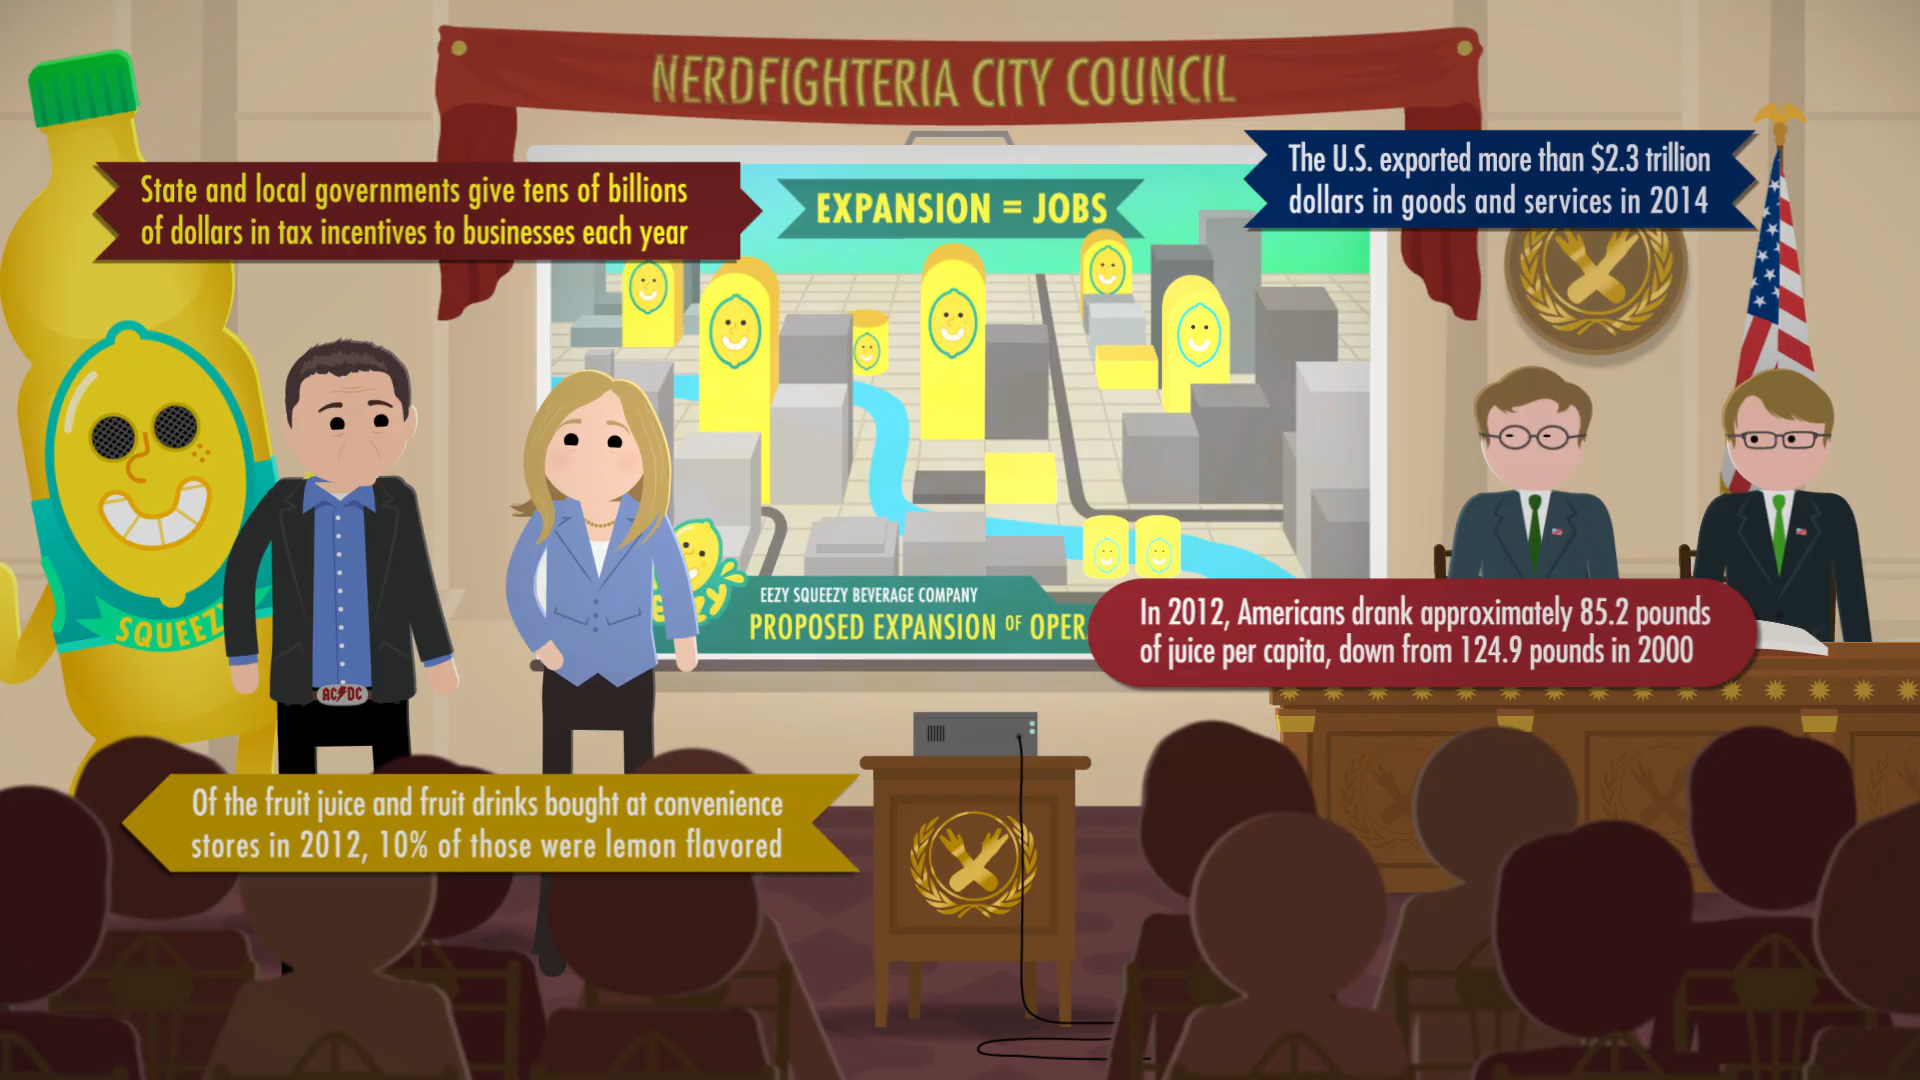 NERDFIGHTERIA CITY COUNCIL
State and local governments give tens of billions
of dollars in tax incentives to businesses each year
EXPANSION = JOBS
The U.S. exported more than $2.3 trillion
dollars in goods and services in 2014
EEZY SQUEEZY BEVERAGE COMPANY
PROPOSED EXPANSION OF OPER
SQUEEZY
AC⚡DC
In 2012, Americans drank approximately 85.2 pounds
of juice per capita, down from 124.9 pounds in 2000
Of the fruit juice and fruit drinks bought at convenience
stores in 2012, 10% of those were lemon flavored